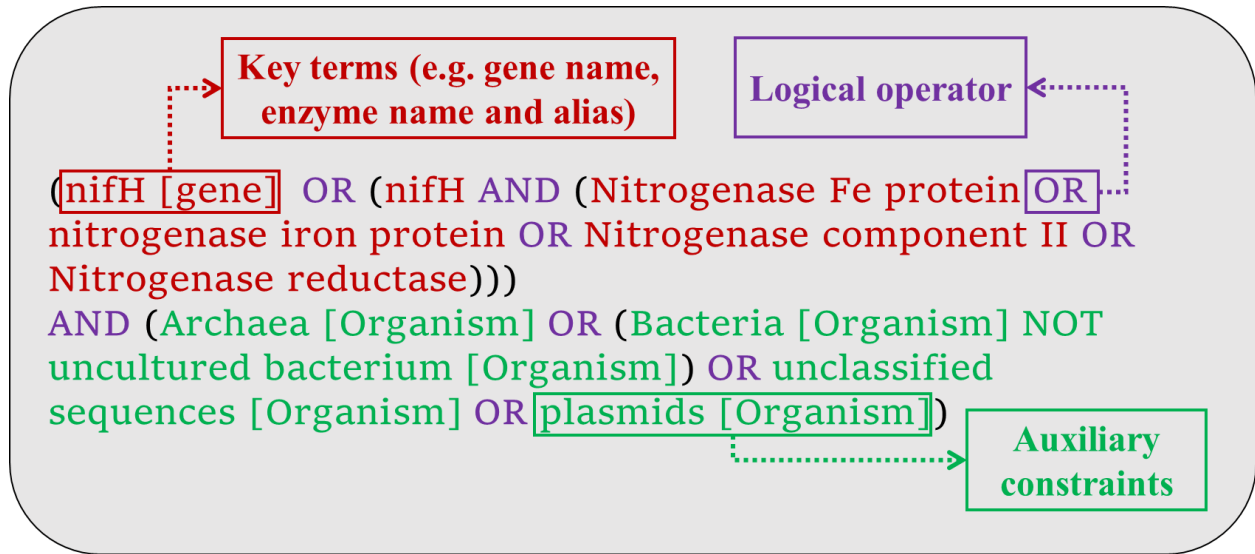 Key terms (e.g. gene name,
enzyme name and alias)
Logical operator
(nifH [gene] OR (nifH AND (Nitrogenase Fe protein OR
nitrogenase iron protein OR Nitrogenase component II OR
Nitrogenase reductase)))
AND (Archaea [Organism] OR (Bacteria [Organism] NOT
uncultured bacterium [Organism]) OR unclassified
sequences [Organism] OR plasmids [Organism])
Auxiliary
constraints